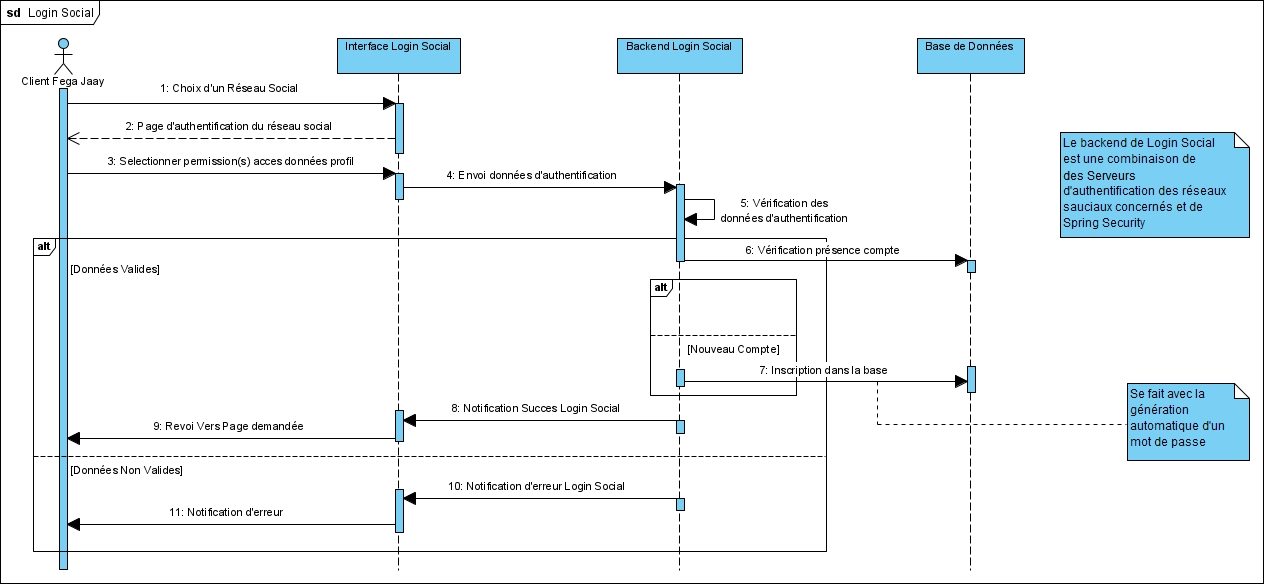 sd Login Social
Interface Login Social
Backend Login Social
Base de Données
Client Fega Jaay
1: Choix d'un Réseau Social
2: Page d'authentification du réseau social
3: Selectionner permission(s) acces données profil
4: Envoi données d'authentification
5: Vérification des
données d'authentification
Le backend de Login Social
est une combinaison de
des Serveurs
d'authentification des réseaux
sauciaux concernés et de
Spring Security
alt
6: Vérification présence compte
[Données Valides]
alt
[Nouveau Compte]
7: Inscription dans la base
Se fait avec la
génération
automatique d'un
mot de passe
8: Notification Succes Login Social
9: Revoi Vers Page demandée
[Données Non Valides]
10: Notification d'erreur Login Social
11: Notification d'erreur